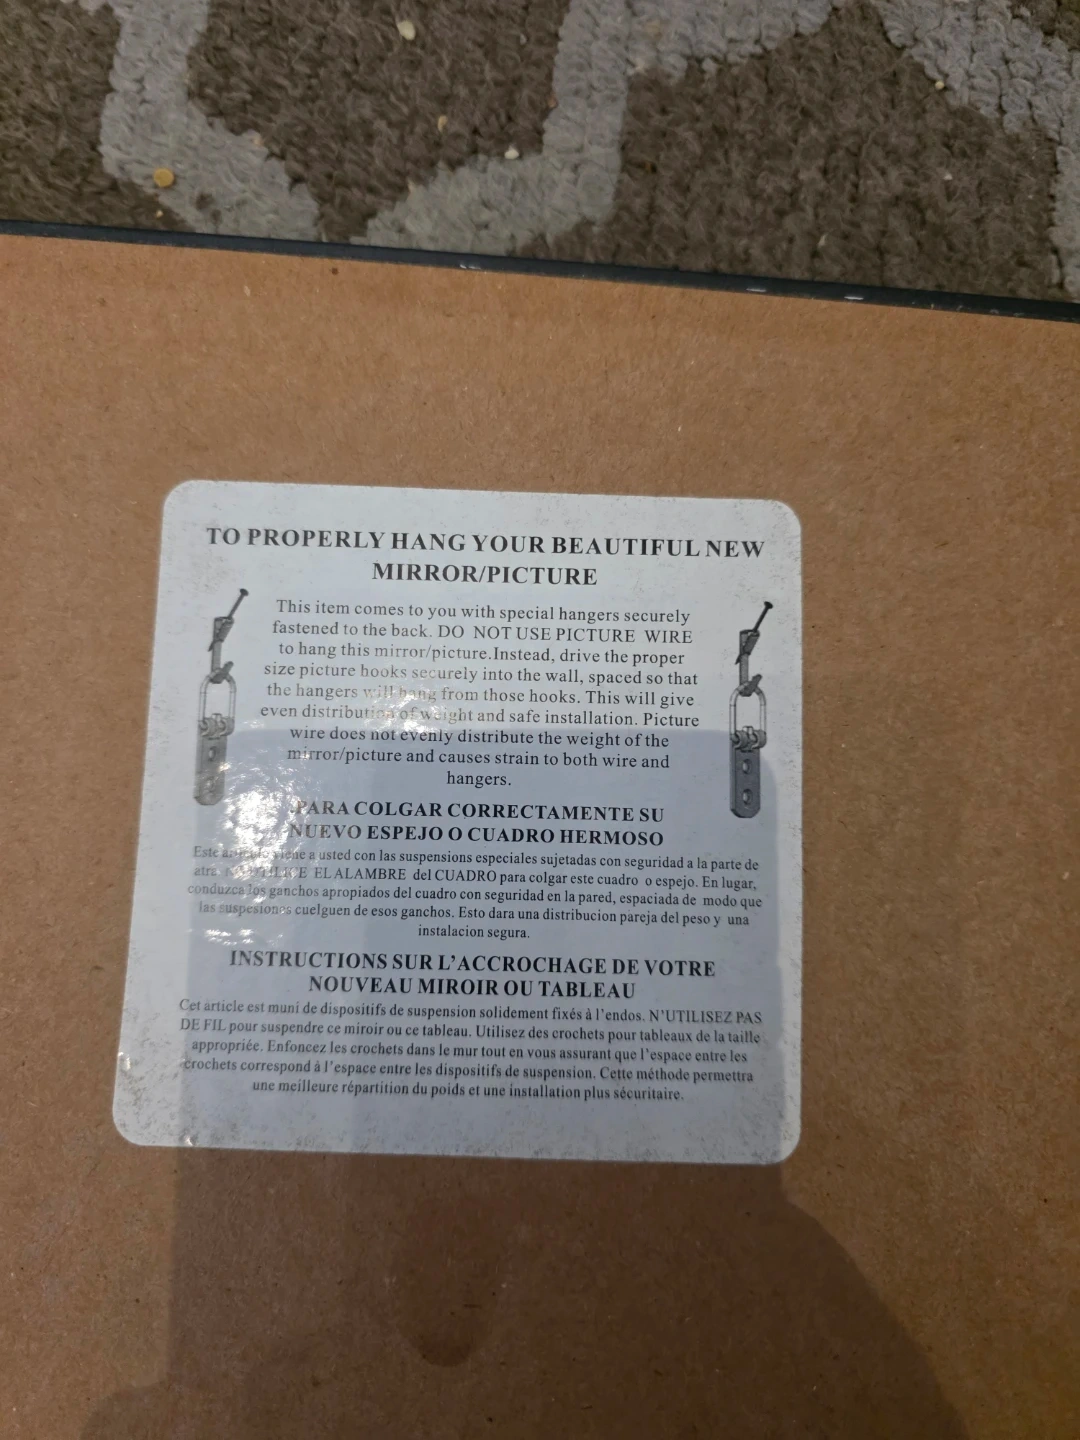 TO PROPERLY HANG YOUR BEAUTIFUL NEW
MIRROR/PICTURE
This item comes to you with special hangers securely
fastened to the back. DO NOT USE PICTURE WIRE
to hang this mirror/picture.Instead, drive the proper
size picture hooks securely into the wall, spaced so that
the hangers will hang from those hooks. This will give
even distribution of weight and safe installation. Picture
wire does not evenly distribute the weight of the
mirror/picture and causes strain to both wire and
hangers.
PARA COLGAR CORRECTAMENTE SU
NUEVO ESPEJO O CUADRO HERMOSO
Este viene a usted con las suspensiones especiales sujetadas con seguridad a la parte de
atra EL ALAMBRE del CUADRO para colgar este cuadro o espejo. En lugar,
conduzca los ganchos apropiados del cuadro con seguridad en la pared, espaciada de modo que
las suspesiones cuelguen de esos ganchos. Esto dara una distribucion pareja del peso y una
instalacion segura.
INSTRUCTIONS SUR L'ACCROCHAGE DE VOTRE
NOUVEAU MIROIR OU TABLEAU
Cet article est muni de dispositifs de suspension solidement fixés à l'endos. N'UTILISEZ PAS
DE FIL pour suspendre ce miroir ou ce tableau. Utilisez des crochets pour tableaux de la taille
appropriée. Enfoncez les crochets dans le mur tout en vous assurant que l'espace entre les
crochets correspond à l'espace entre les dispositifs de suspension. Cette méthode permettra
une meilleure répartition du poids et une installation plus sécuritaire.